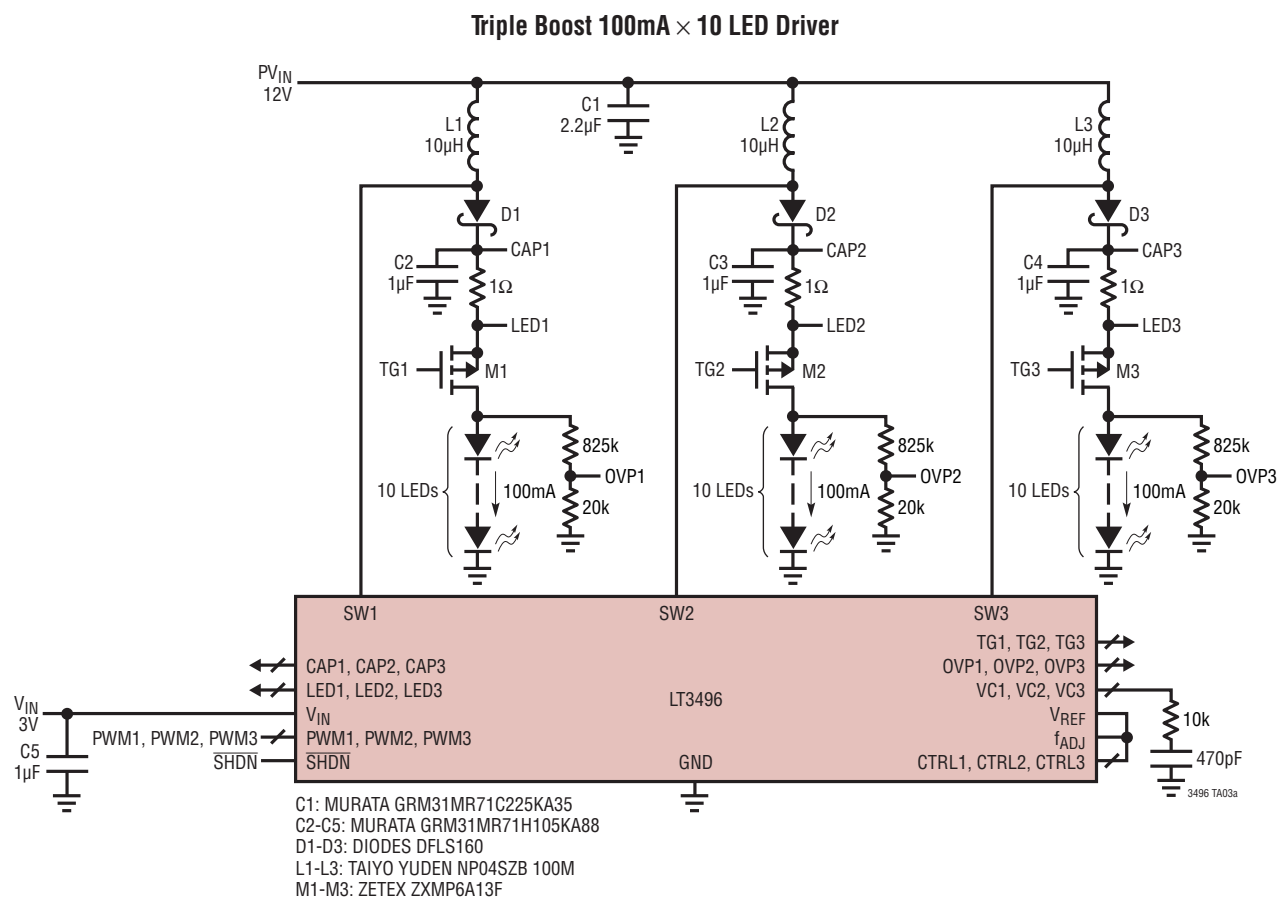 Triple Boost 100mA × 10 LED Driver
PVIN
12V
C1
2.2µF
L1
10µH
L2
10µH
L3
10µH
D1
D2
D3
CAP1
CAP2
CAP3
C2
1µF
C3
1µF
C4
1µF
1Ω
1Ω
1Ω
LED1
LED2
LED3
TG1
M1
TG2
M2
TG3
M3
825k
825k
825k
10 LEDs
100mA
OVP1
10 LEDs
100mA
OVP2
10 LEDs
100mA
OVP3
20k
20k
20k
SW1
SW2
SW3
TG1, TG2, TG3
CAP1, CAP2, CAP3
OVP1, OVP2, OVP3
LED1, LED2, LED3
LT3496
VC1, VC2, VC3
VIN
3V
VIN
VREF
10k
PWM1, PWM2, PWM3
PWM1, PWM2, PWM3
fADJ
C5
1µF
SHDN
SHDN
GND
CTRL1, CTRL2, CTRL3
470pF
3496 TA03a
C1: MURATA GRM31MR71C225KA35
C2-C5: MURATA GRM31MR71H105KA88
D1-D3: DIODES DFLS160
L1-L3: TAIYO YUDEN NP04SZB 100M
M1-M3: ZETEX ZXMP6A13F